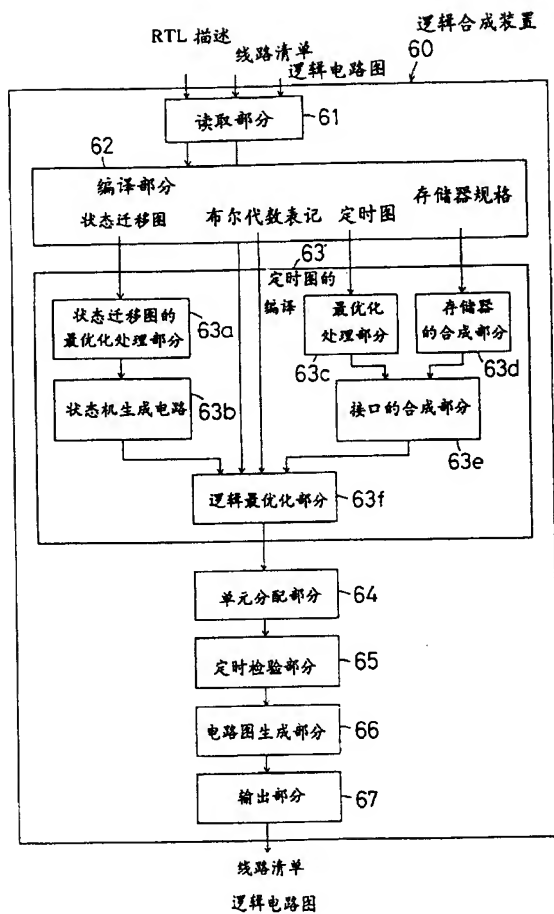 逻辑合成装置
RTL 描述
线路清单
逻辑电路图
60
读取部分
61
62
编译部分
状态迁移图
布尔代数表记
定时图
存储器规格
63
定时图的
编译
状态迁移图的
最优化处理部分
63a
最优化
处理部分
63c
存储器
的合成部分
63d
状态机生成电路
63b
接口的合成部分
63e
逻辑最优化部分
63f
单元分配部分
64
定时检验部分
65
电路图生成部分
66
输出部分
67
线路清单
逻辑电路图